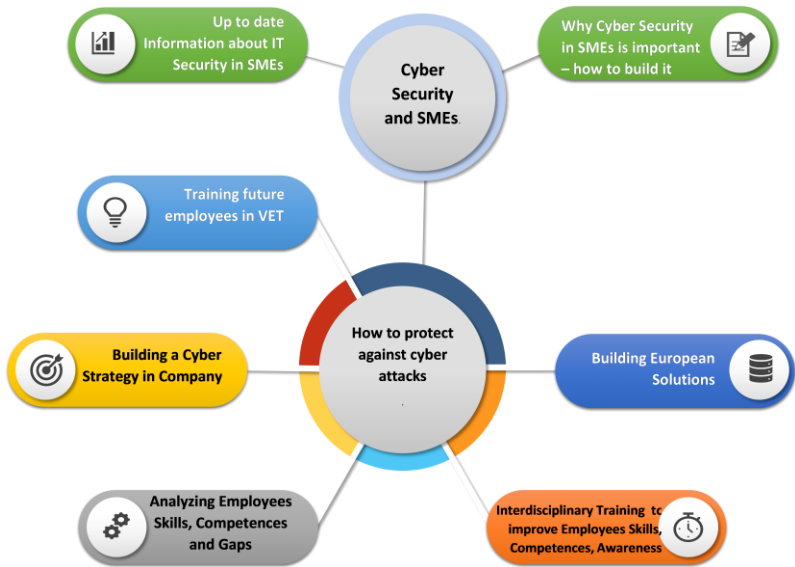 Up to date
Information about IT
Security in SMEs
Cyber
Security
and SMEs.
Why Cyber Security
in SMEs is important
– how to build it
Training future
employees in VET
How to protect
against cyber
attacks
.
Building a Cyber
Strategy in Company
Building European
Solutions
Analyzing Employees
Skills, Competences
and Gaps
Interdisciplinary Training to
improve Employees Skills,
Competences, Awareness